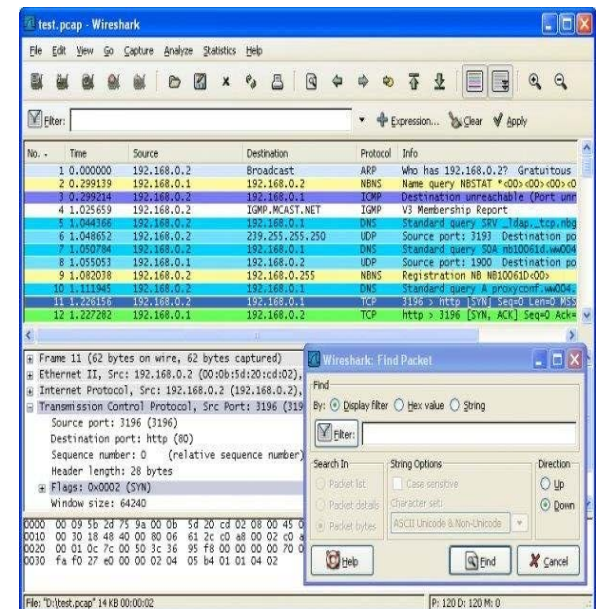 test.pcap - Wireshark
File Edit View Go Capture Analyze Statistics Help
Filter: Expression... Clear Apply
No. - Time Source Destination Protocol Info
1 0.000000 192.168.0.2 Broadcast ARP Who has 192.168.0.2? Gratuitous
2 0.299139 192.168.0.1 192.168.0.2 NBNS Name query NBSTAT *<00><00><00><0
3 0.299214 192.168.0.2 192.168.0.1 ICMP Destination unreachable (Port unr
4 1.025659 192.168.0.2 IGMP.MCAST.NET IGMP V3 Membership Report
5 1.044366 192.168.0.2 192.168.0.1 DNS Standard query SRV _ldap._tcp.nbg
6 1.048652 192.168.0.2 239.255.255.250 UDP Source port: 3193 Destination po
7 1.050784 192.168.0.2 192.168.0.1 DNS Standard query SOA nb10061d.ww004
8 1.055053 192.168.0.1 192.168.0.2 UDP Source port: 1900 Destination po
9 1.082038 192.168.0.2 192.168.0.255 NBNS Registration NB NB10061D<00>
10 1.111945 192.168.0.2 192.168.0.1 DNS Standard query A proxyconf.ww004.
11 1.226156 192.168.0.2 192.168.0.1 TCP 3196 > http [SYN] Seq=0 Len=0 MSS
12 1.227282 192.168.0.1 192.168.0.2 TCP http > 3196 [SYN, ACK] Seq=0 Ack=
Frame 11 (62 bytes on wire, 62 bytes captured)
Ethernet II, Src: 192.168.0.2 (00:0b:5d:20:cd:02),
Internet Protocol, Src: 192.168.0.2 (192.168.0.2),
Transmission Control Protocol, Src Port: 3196 (319
Source port: 3196 (3196)
Destination port: http (80)
Sequence number: 0 (relative sequence number)
Header length: 28 bytes
Flags: 0x0002 (SYN)
Window size: 64240
0000 00 09 5b 2d 75 9a 00 0b 5d 20 cd 02 08 00 45 0
0010 00 30 18 48 40 00 80 06 61 2c c0 a8 00 02 c0 a
0020 00 01 0c 7c 00 50 3c 36 95 f8 00 00 00 00 70 0
0030 fa f0 27 e0 00 00 02 04 05 b4 01 01 04 02
Wireshark: Find Packet
Find
By: Display filter Hex value String
Filter:
Search In String Options Direction
Packet list Case sensitive Up
Packet details Character set: Down
Packet bytes ASCII Unicode & Non-Unicode
Help Find Cancel
File: "D:\test.pcap" 14 KB 00:00:02 P: 120 D: 120 M: 0